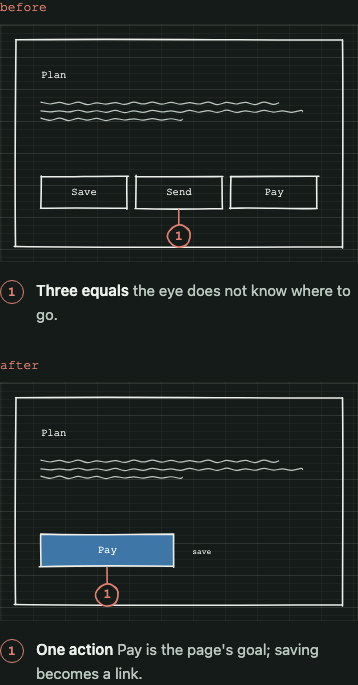 before
Plan
Save Send Pay
1
1 Three equals the eye does not know where to
go.
after
Plan
Pay save
1
1 One action Pay is the page's goal; saving
becomes a link.